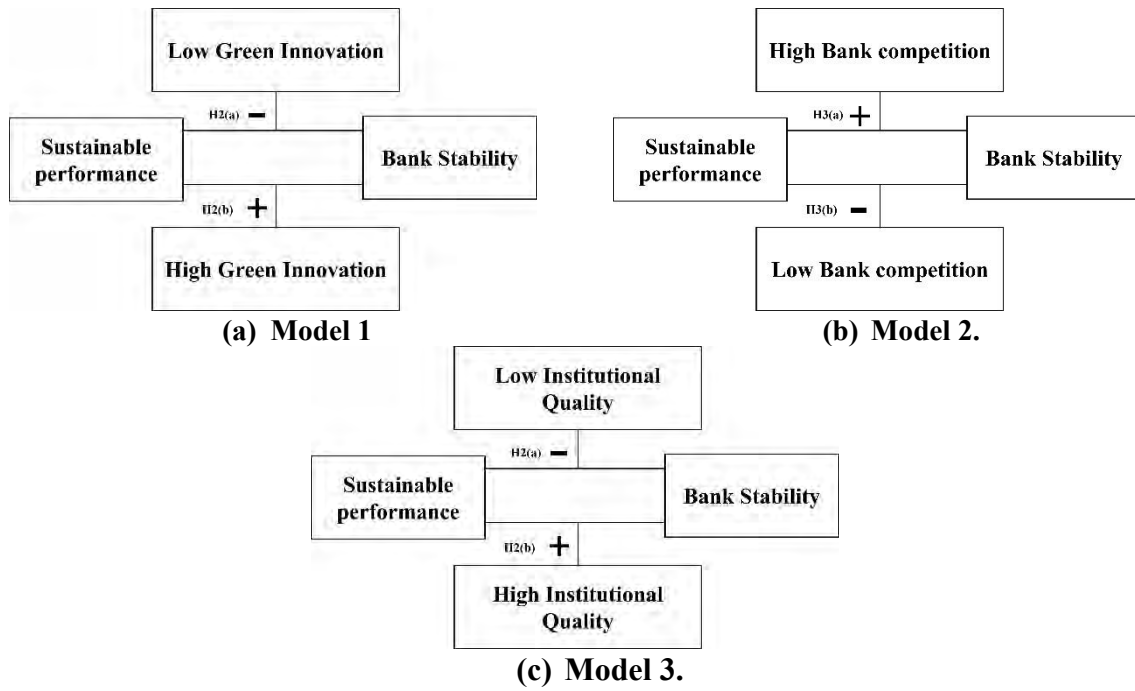 Low Green Innovation
H2(a) −
Sustainable
performance
Bank Stability
H2(b) +
High Green Innovation
(a) Model 1
High Bank competition
H3(a) +
Sustainable
performance
Bank Stability
H3(b) −
Low Bank competition
(b) Model 2.
Low Institutional
Quality
H2(a) −
Sustainable
performance
Bank Stability
H2(b) +
High Institutional
Quality
(c) Model 3.